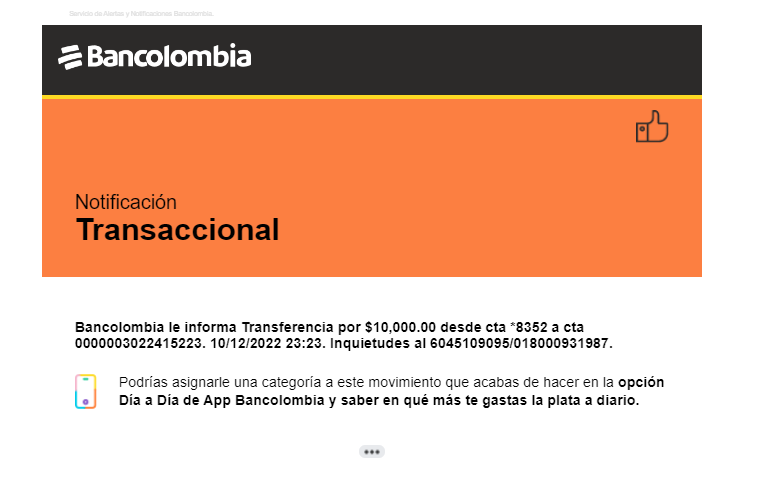 Servicio de Alertas y Notificaciones Bancolombia.
Bancolombia
Notificación
Transaccional
Bancolombia le informa Transferencia por $10,000.00 desde cta *8352 a cta
0000003022415223. 10/12/2022 23:23. Inquietudes al 6045109095/018000931987.
Podrías asignarle una categoría a este movimiento que acabas de hacer en la opción
Día a Día de App Bancolombia y saber en qué más te gastas la plata a diario.